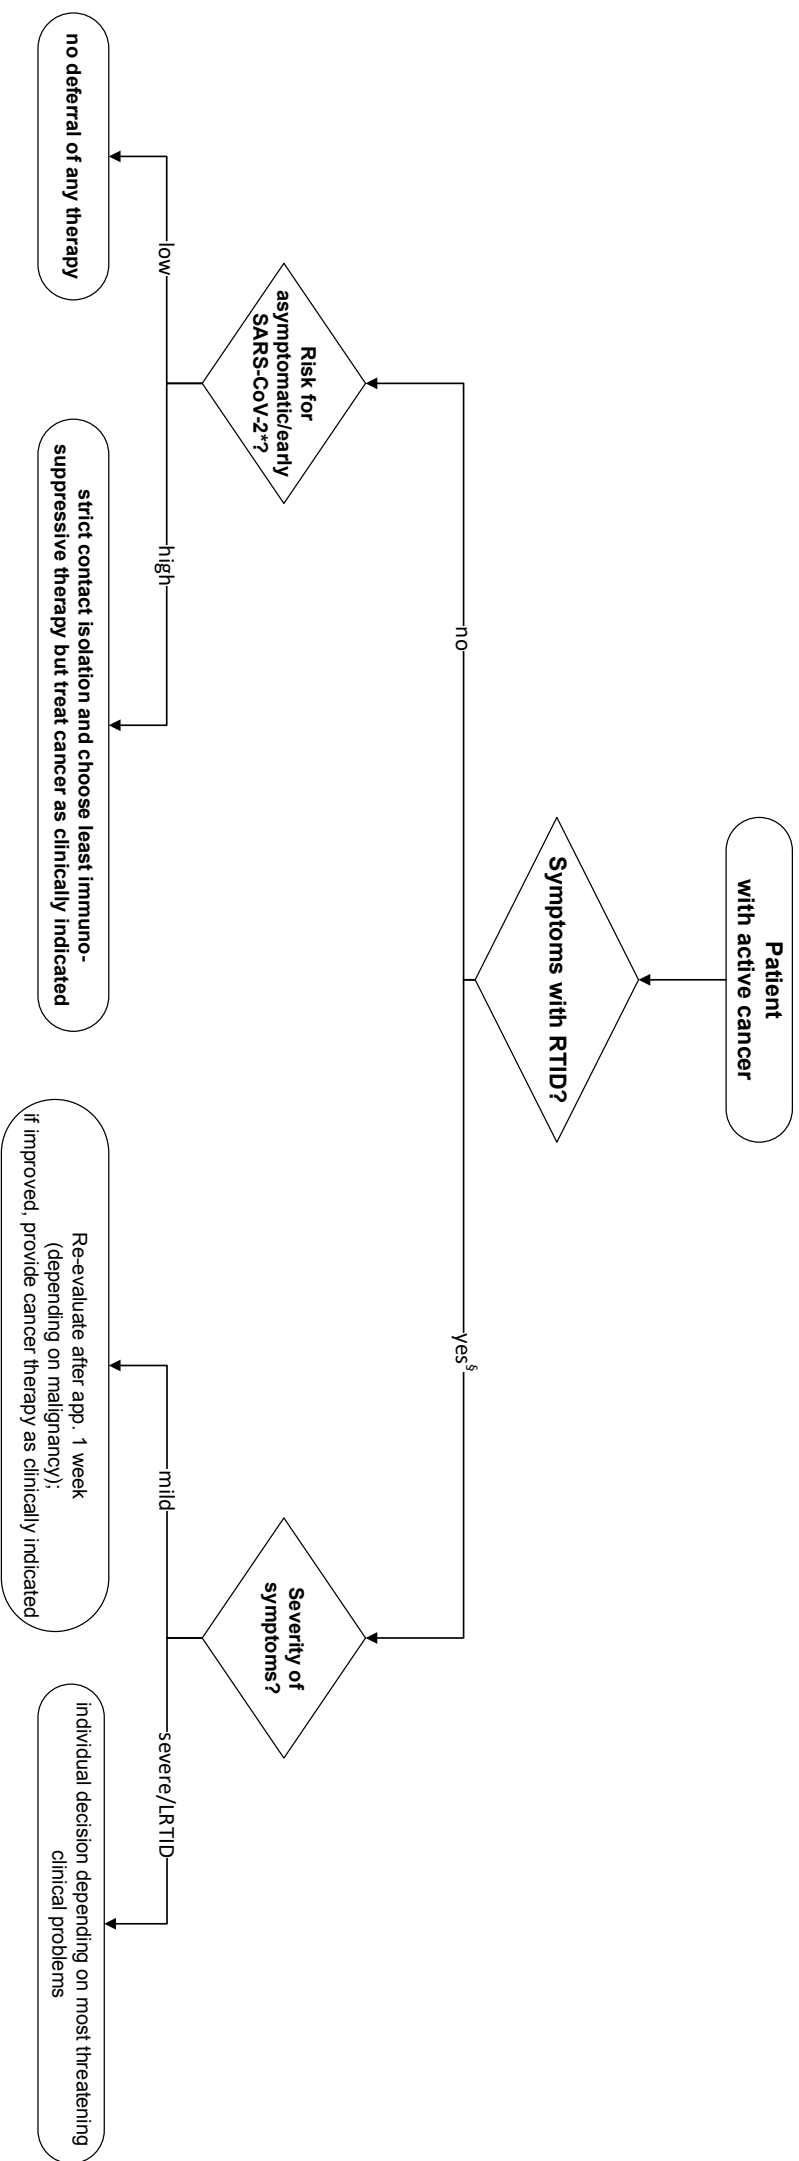 Patient
with active cancer
Symptoms with RTID?
no
yes§
Risk for
asymptomatic/early
SARS-CoV-2*?
Severity of
symptoms?
low
high
mild
severe/LRTID
no deferral of any therapy
strict contact isolation and choose least immuno-
suppressive therapy but treat cancer as clinically indicated
Re-evaluate after app. 1 week
(depending on malignancy);
if improved, provide cancer therapy as clinically indicated
individual decision depending on most threatening
clinical problems